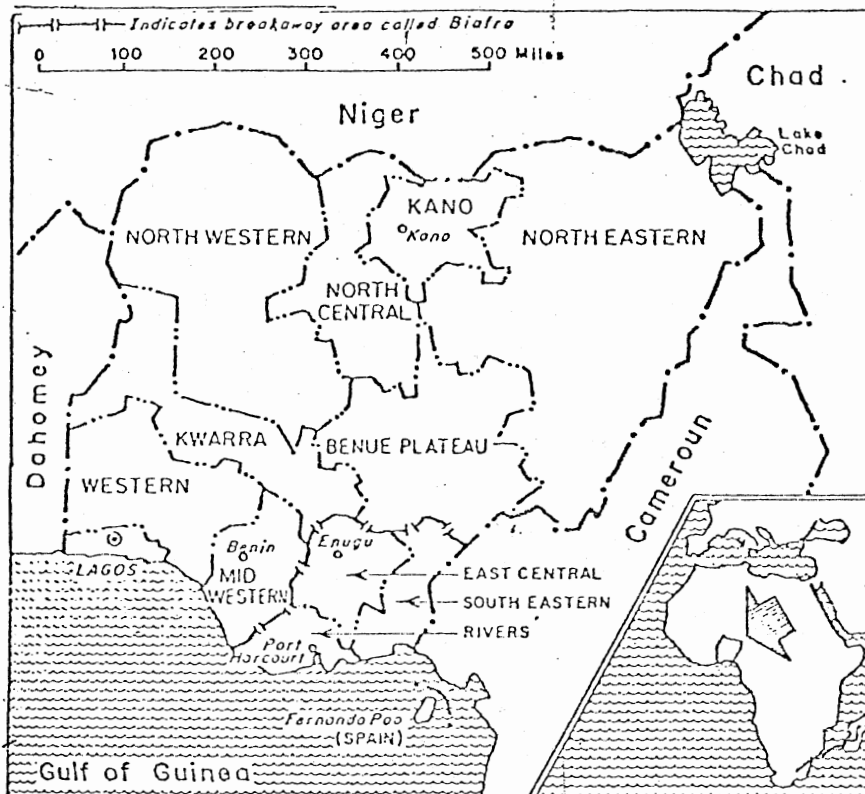 Indicates breakaway area called Biafra
0 100 200 300 400 500 Miles
Chad
Niger
Lake
Chad
KANO
Kano
NORTH WESTERN
NORTH EASTERN
NORTH
CENTRAL
Dahomey
KWARRA
BENUE PLATEAU
Cameroun
WESTERN
Benin
Enugu
LAGOS
MID
WESTERN
EAST CENTRAL
SOUTH EASTERN
RIVERS
Port
Harcourt
Fernando Poo
(SPAIN)
Gulf of Guinea